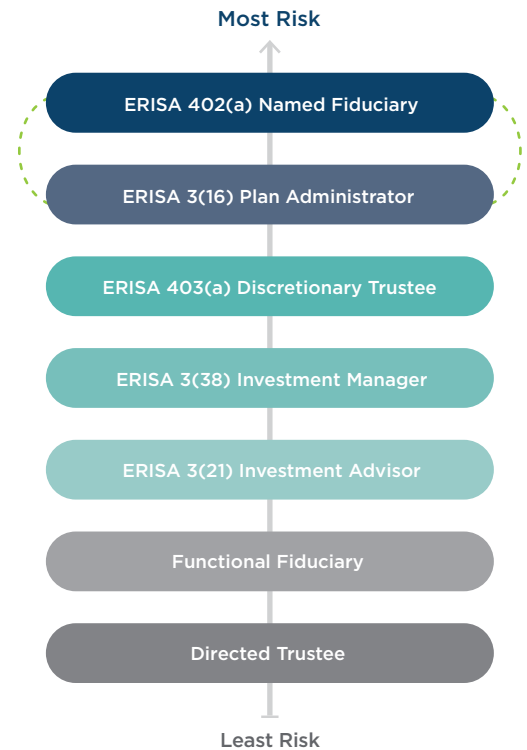 Most Risk
ERISA 402(a) Named Fiduciary
ERISA 3(16) Plan Administrator
ERISA 403(a) Discretionary Trustee
ERISA 3(38) Investment Manager
ERISA 3(21) Investment Advisor
Functional Fiduciary
Directed Trustee
Least Risk